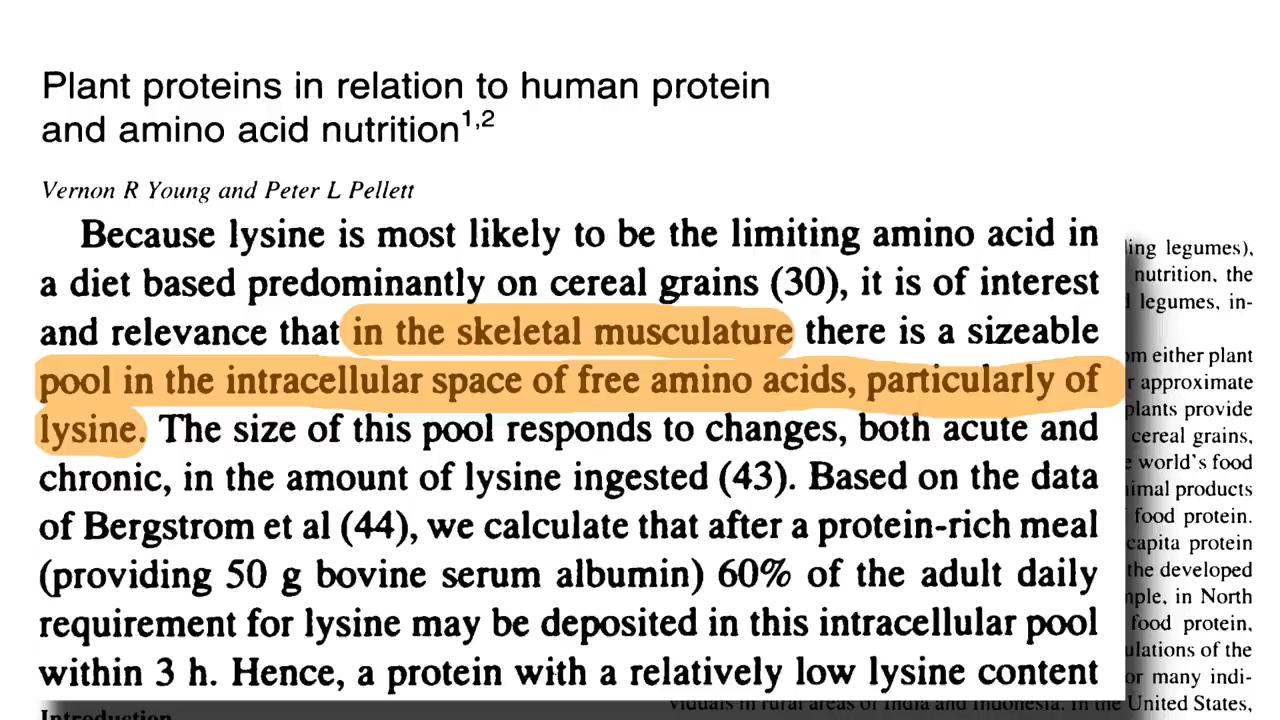 Plant proteins in relation to human protein
and amino acid nutrition1,2
Vernon R Young and Peter L Pellett
Because lysine is most likely to be the limiting amino acid in
a diet based predominantly on cereal grains (30), it is of interest
and relevance that in the skeletal musculature there is a sizeable
pool in the intracellular space of free amino acids, particularly of
lysine. The size of this pool responds to changes, both acute and
chronic, in the amount of lysine ingested (43). Based on the data
of Bergstrom et al (44), we calculate that after a protein-rich meal
(providing 50 g bovine serum albumin) 60% of the adult daily
requirement for lysine may be deposited in this intracellular pool
within 3 h. Hence, a protein with a relatively low lysine content
ing legumes),
nutrition, the
legumes, in-
either plant
approximate
plants provide
cereal grains,
world's food
animal products
food protein.
capita protein
the developed
in North
food protein,
of the
or many indi-
viduals in rural areas of India and Indonesia. In the United States,
Introduction